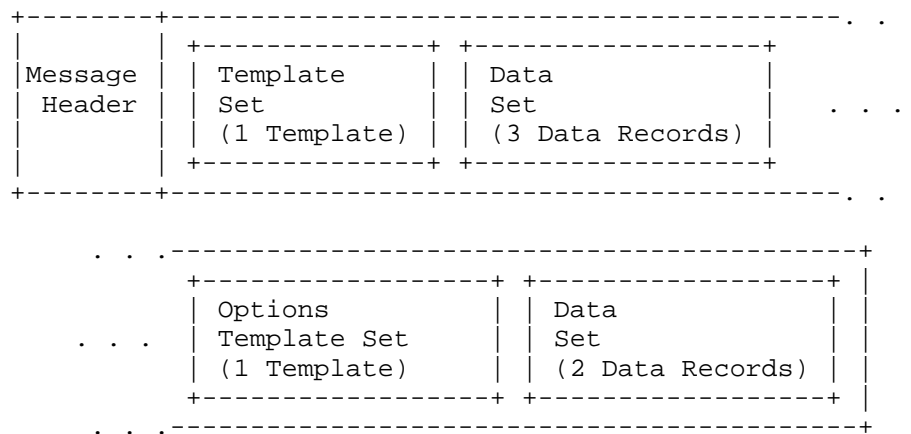 Message Header
Template Set (1 Template)
Data Set (3 Data Records)
. . .
. . .
Options Template Set (1 Template)
Data Set (2 Data Records)